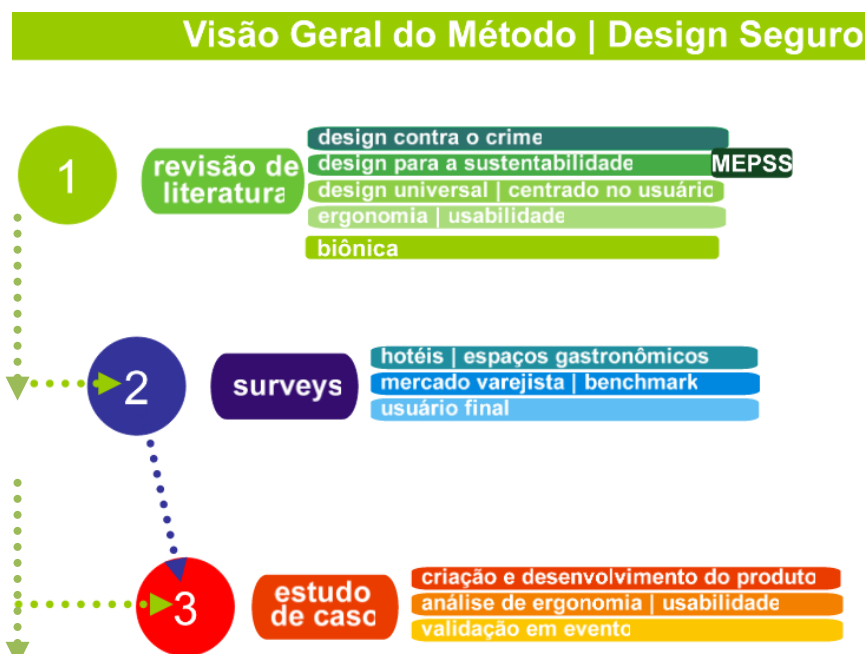 Visão Geral do Método | Design Seguro
1
revisão de
literatura
design contra o crime
design para a sustentabilidade
MEPSS
design universal | centrado no usuário
ergonomia | usabilidade
biônica
2
surveys
hotéis | espaços gastronômicos
mercado varejista | benchmark
usuário final
3
estudo
de caso
criação e desenvolvimento do produto
análise de ergonomia | usabilidade
validação em evento